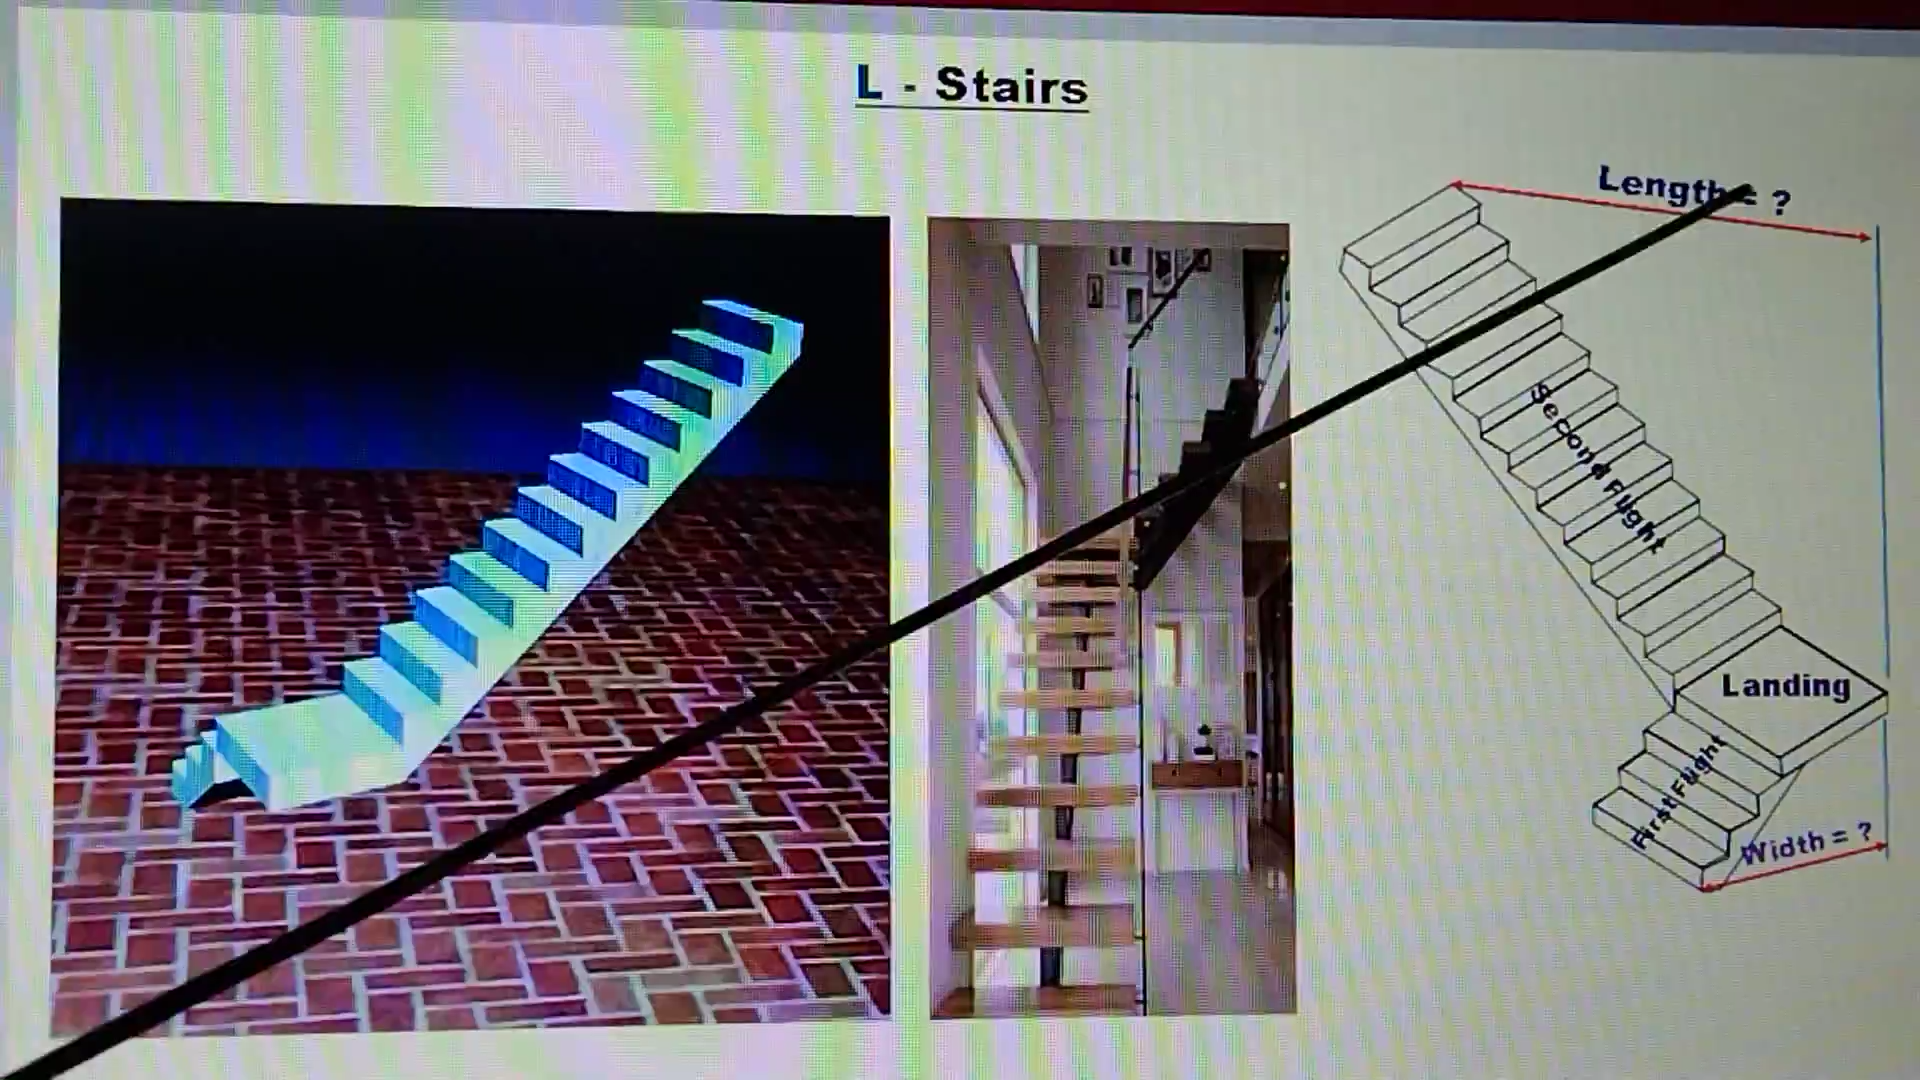 L - Stairs
Length = ?
Second Flight
Landing
First Flight
Width = ?